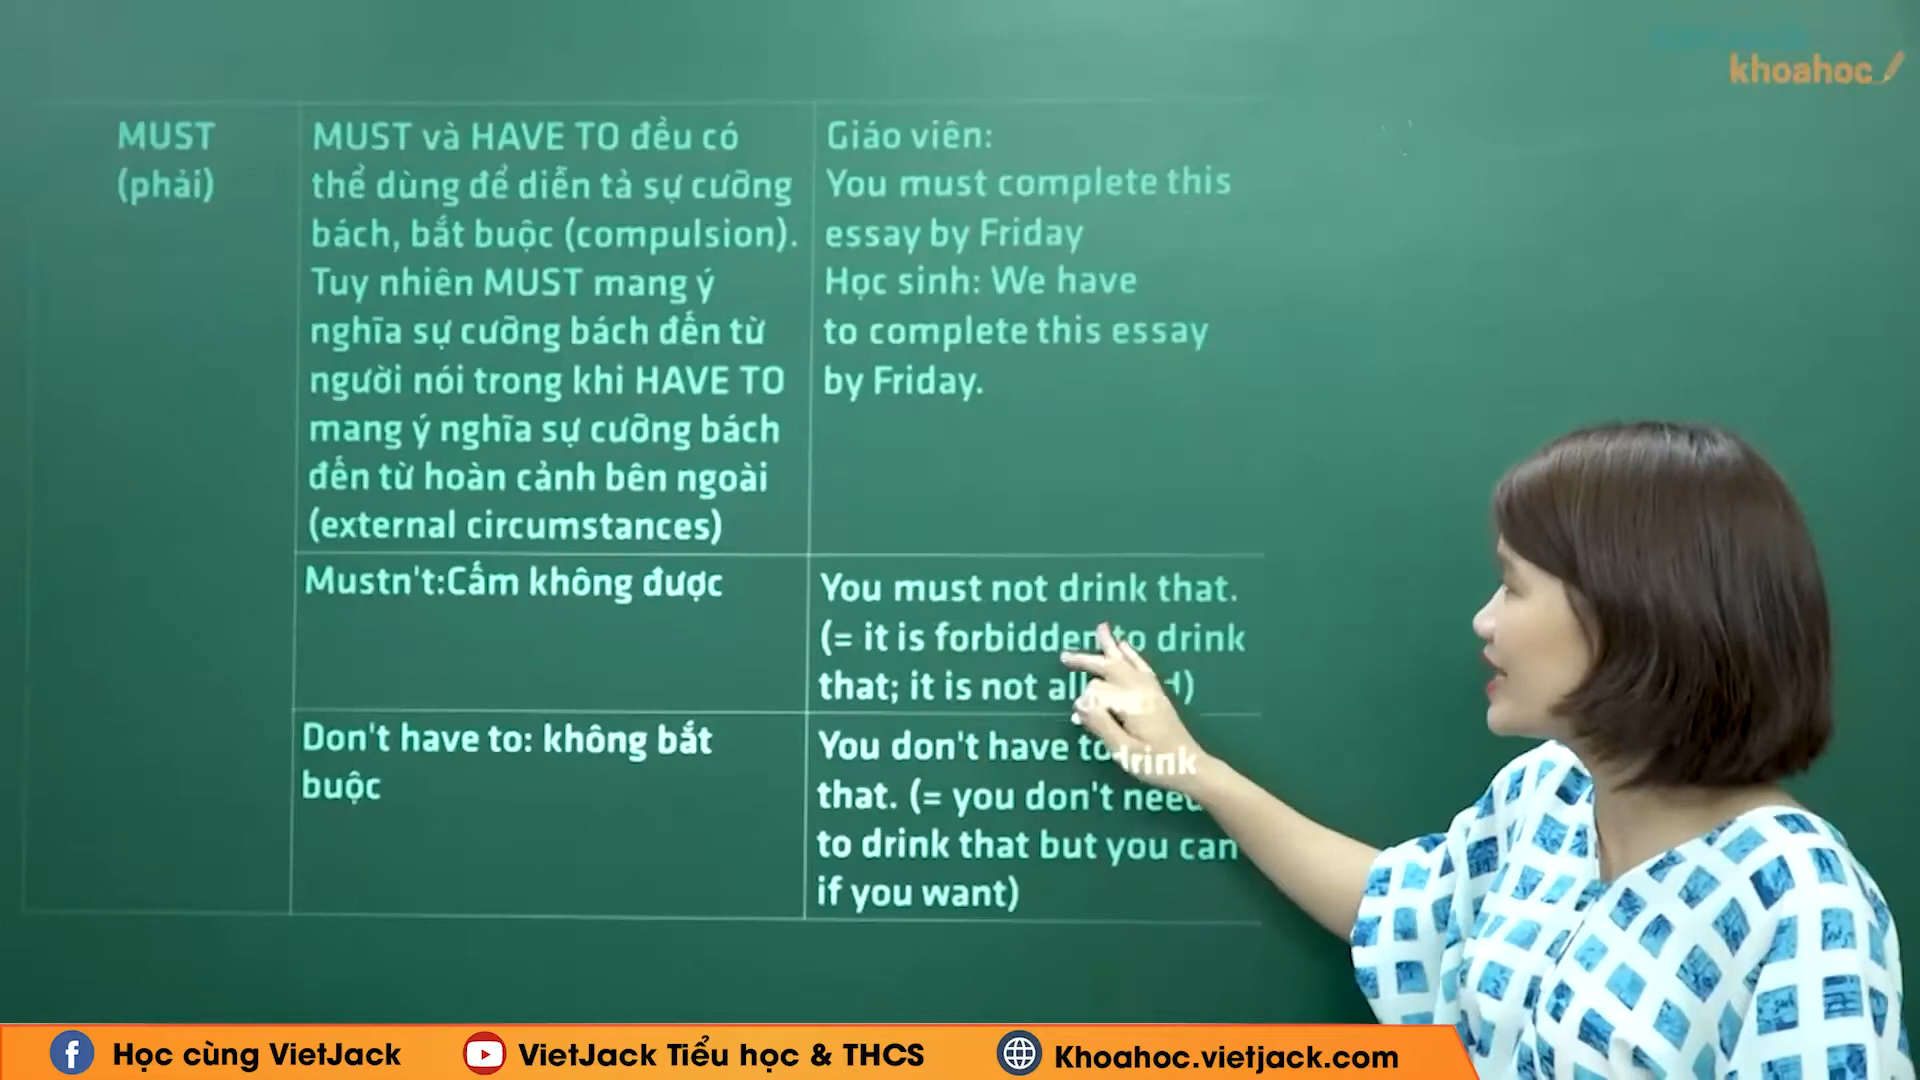 khoahoc
MUST
(phải)
MUST và HAVE TO đều có
thể dùng để diễn tả sự cưỡng
bách, bắt buộc (compulsion).
Tuy nhiên MUST mang ý
nghĩa sự cưỡng bách đến từ
người nói trong khi HAVE TO
mang ý nghĩa sự cưỡng bách
đến từ hoàn cảnh bên ngoài
(external circumstances)
Giáo viên:
You must complete this
essay by Friday
Học sinh: We have
to complete this essay
by Friday.
Mustn't:Cấm không được
You must not drink that.
(= it is forbidden to drink
that; it is not
Don't have to: không bắt
buộc
You don't have to drink
that. (= you don't need
to drink that but you can
if you want)
Học cùng VietJack
VietJack Tiểu học & THCS
Khoahoc.vietjack.com